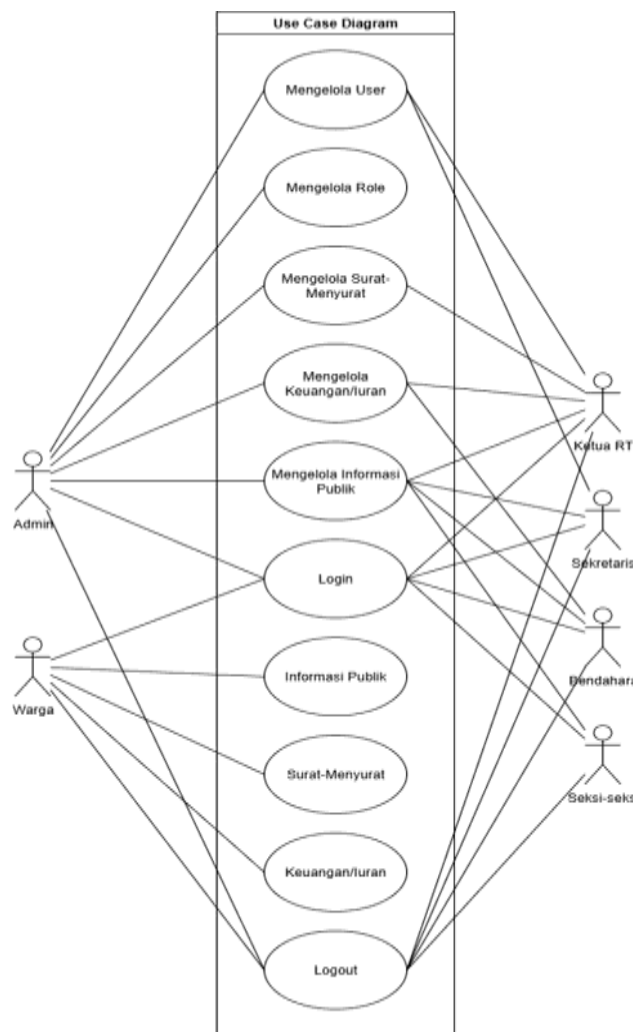 Use Case Diagram
Mengelola User
Mengelola Role
Mengelola Surat-
Menyurat
Mengelola
Keuangan/Iuran
Mengelola Informasi
Publik
Login
Informasi Publik
Surat-Menyurat
Keuangan/Iuran
Logout
Admin
Warga
Ketua RT
Sekretaris
Bendahara
Seksi-seks